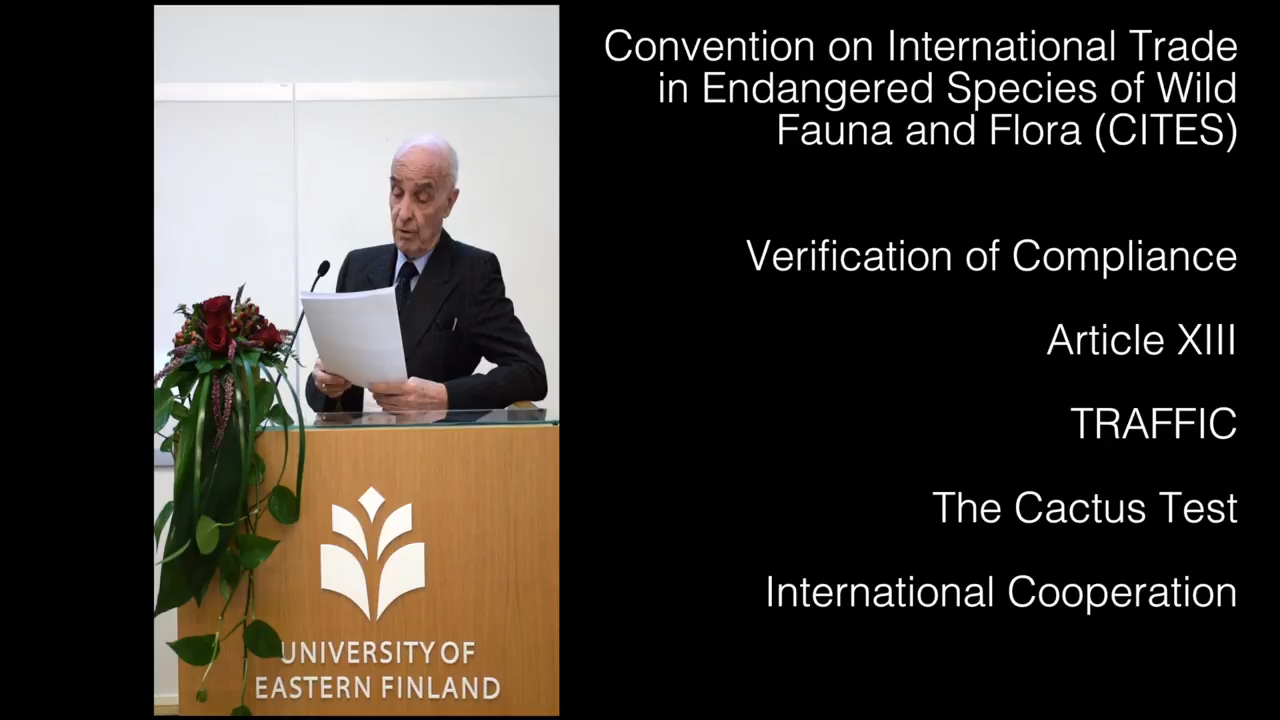 Convention on International Trade
in Endangered Species of Wild
Fauna and Flora (CITES)
Verification of Compliance
Article XIII
TRAFFIC
The Cactus Test
International Cooperation
UNIVERSITY OF
EASTERN FINLAND